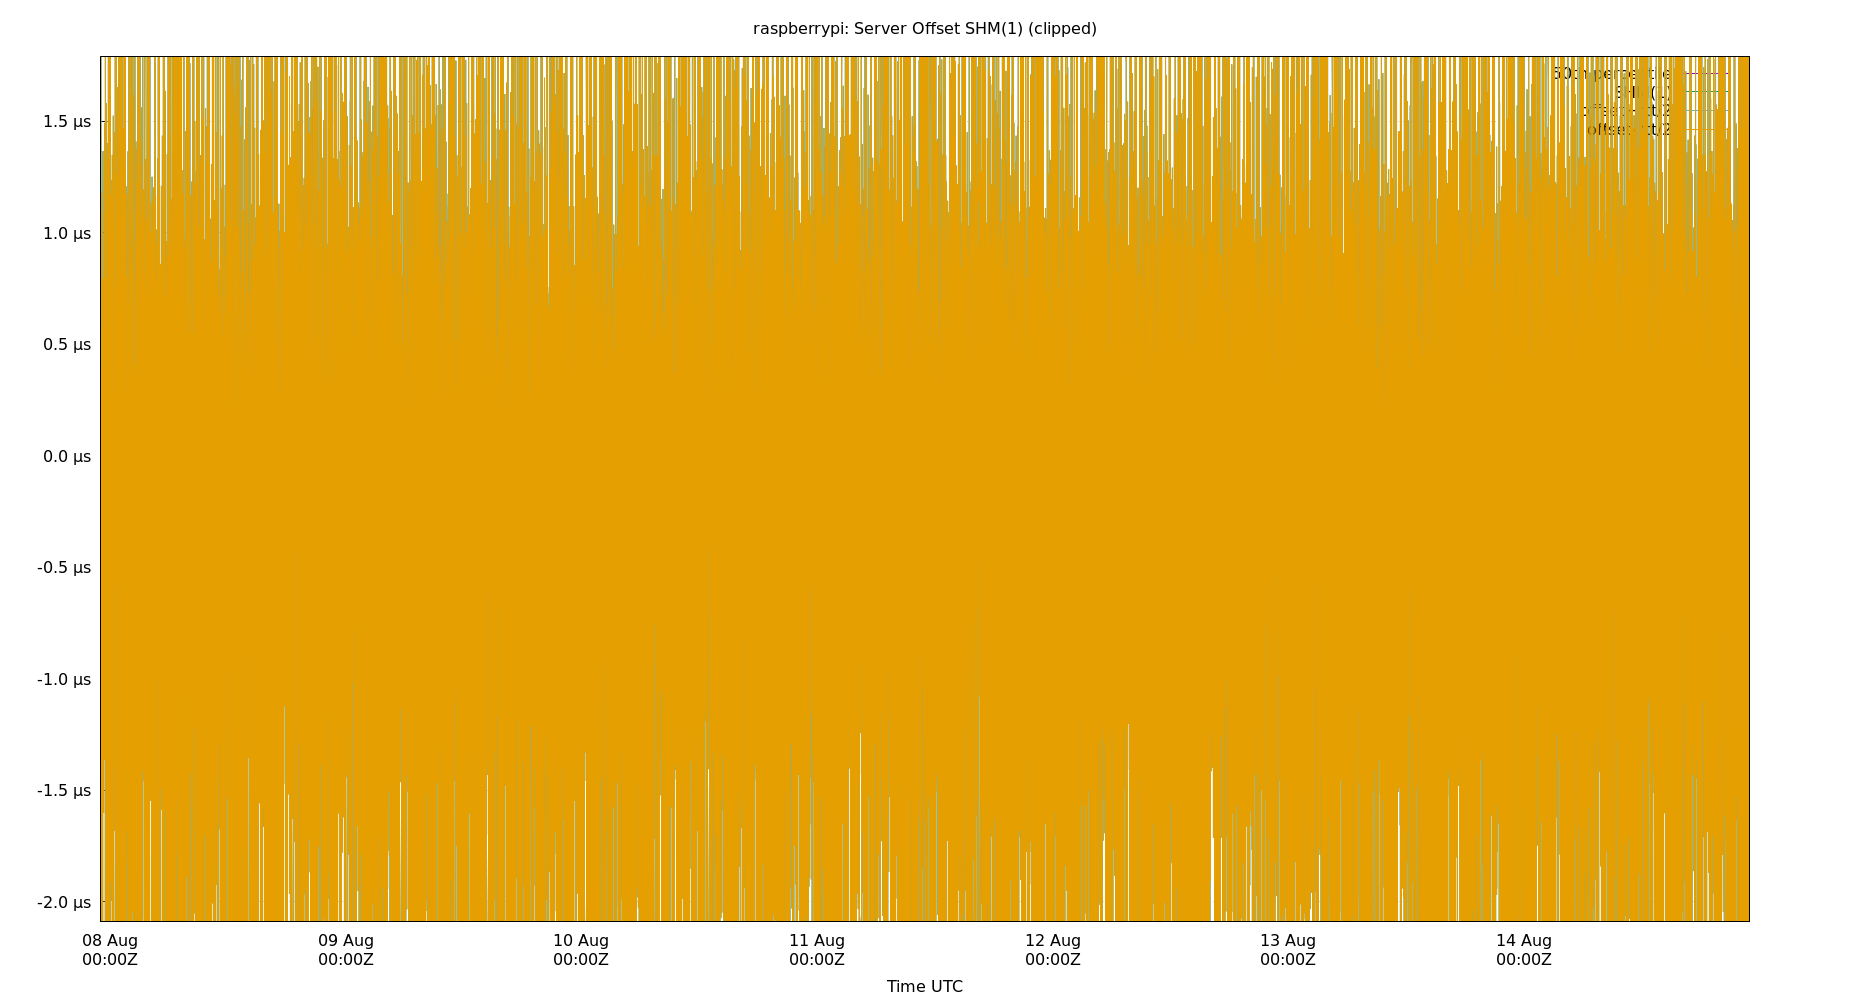 raspberrypi: Server Offset SHM(1) (clipped)
1.5 µs
1.0 µs
0.5 µs
0.0 µs
-0.5 µs
-1.0 µs
-1.5 µs
-2.0 µs
08 Aug
00:00Z
09 Aug
00:00Z
10 Aug
00:00Z
11 Aug
00:00Z
12 Aug
00:00Z
13 Aug
00:00Z
14 Aug
00:00Z
Time UTC